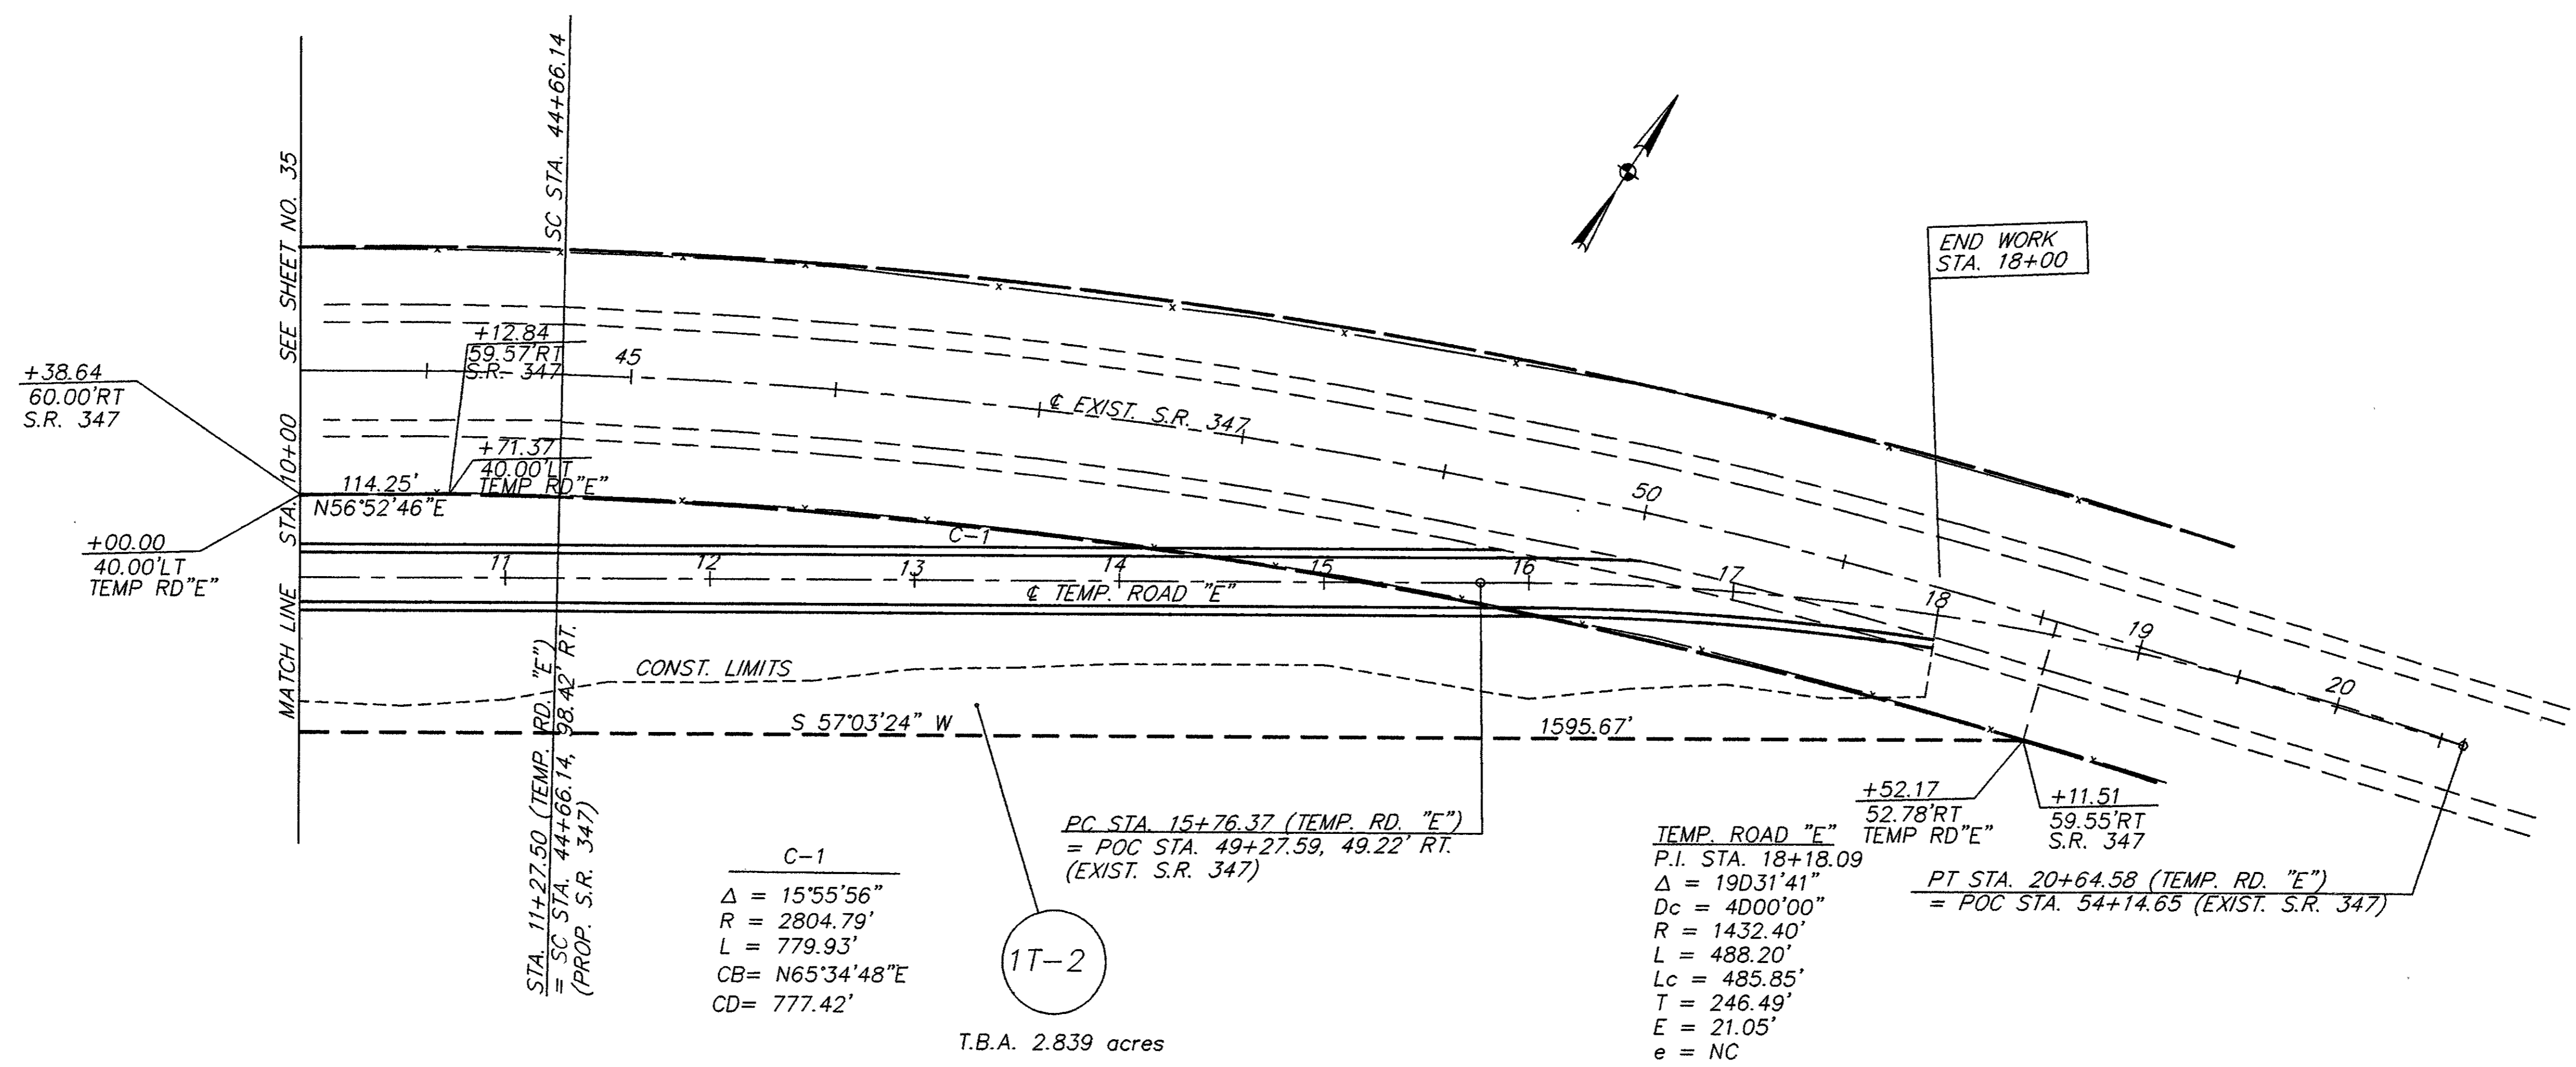 MATCH LINE STA. 10+00 SEE SHEET NO. 35
SC STA. 44+66.14
+38.64
60.00'RT
S.R. 347
+00.00
40.00'LT
TEMP RD"E"
+12.84
59.57'RT
S.R. 347
45
+71.37
40.00'LT
TEMP RD"E"
114.25'
N56°52'46"E
℄ EXIST. S.R. 347
50
END WORK
STA. 18+00
C-1
11
12
13
14
15
16
17
18
19
20
℄ TEMP. ROAD "E"
CONST. LIMITS
S 57°03'24" W
1595.67'
STA. 11+27.50 (TEMP. RD. "E")
= SC STA. 44+66.14, 98.42' RT.
(PROP. S.R. 347)
C-1
Δ = 15°55'56"
R = 2804.79'
L = 779.93'
CB= N65°34'48"E
CD= 777.42'
1T-2
T.B.A. 2.839 acres
PC STA. 15+76.37 (TEMP. RD. "E")
= POC STA. 49+27.59, 49.22' RT.
(EXIST. S.R. 347)
+52.17
52.78'RT
TEMP RD"E"
+11.51
59.55'RT
S.R. 347
TEMP. ROAD "E"
P.I. STA. 18+18.09
Δ = 19D31'41"
Dc = 4D00'00"
R = 1432.40'
L = 488.20'
Lc = 485.85'
T = 246.49'
E = 21.05'
e = NC
PT STA. 20+64.58 (TEMP. RD. "E")
= POC STA. 54+14.65 (EXIST. S.R. 347)